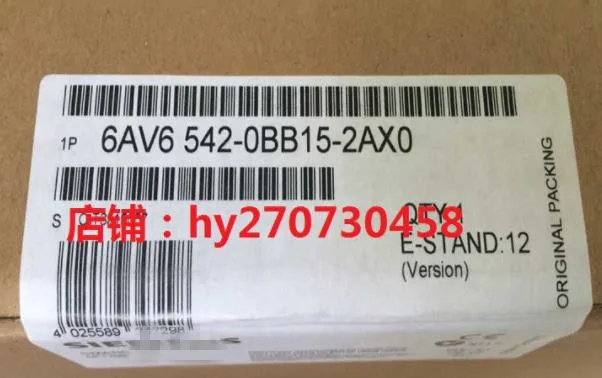 1P 6AV6 542-0BB15-2AX0
S
店铺：hy270730458
QTY:1
E-STAND:12
(Version)
4 025589
ORIGINAL PACKING